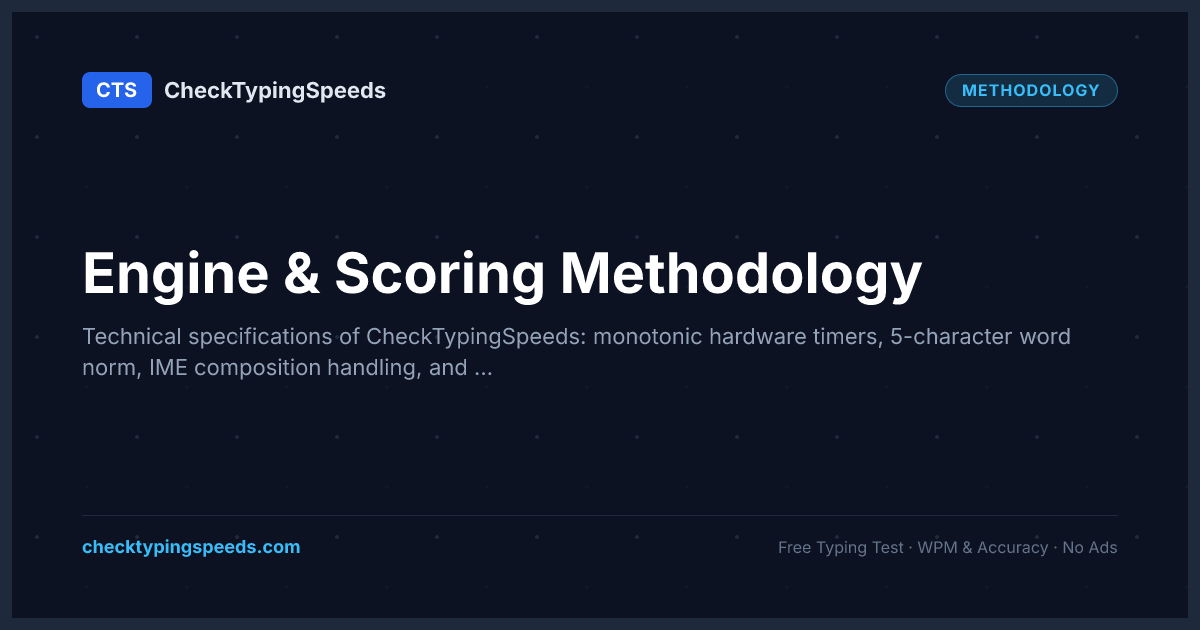 CTS CheckTypingSpeeds
METHODOLOGY
Engine & Scoring Methodology
Technical specifications of CheckTypingSpeeds: monotonic hardware timers, 5-character word
norm, IME composition handling, and ...
checktypingspeeds.com
Free Typing Test · WPM & Accuracy · No Ads